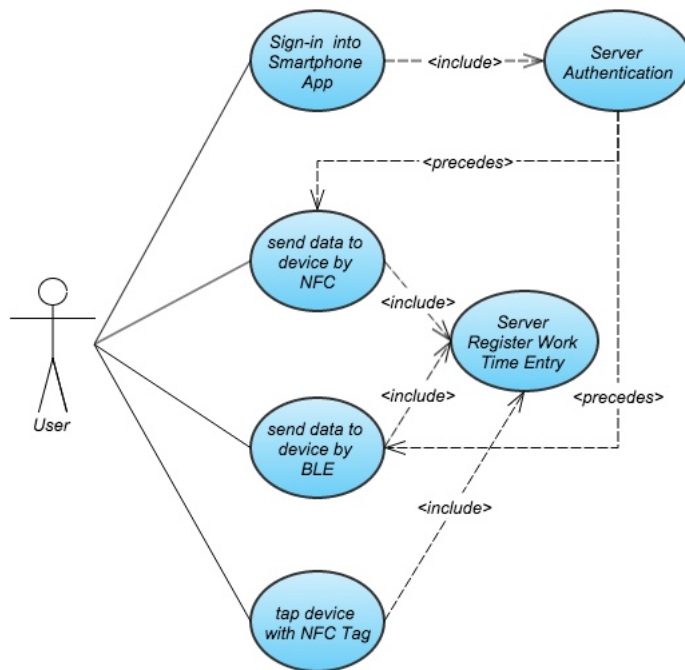 Sign-in into
Smartphone
App
<include>
Server
Authentication
<precedes>
send data to
device by
NFC
<include>
Server
Register Work
Time Entry
<include>
<precedes>
User
send data to
device by
BLE
<include>
tap device
with NFC Tag